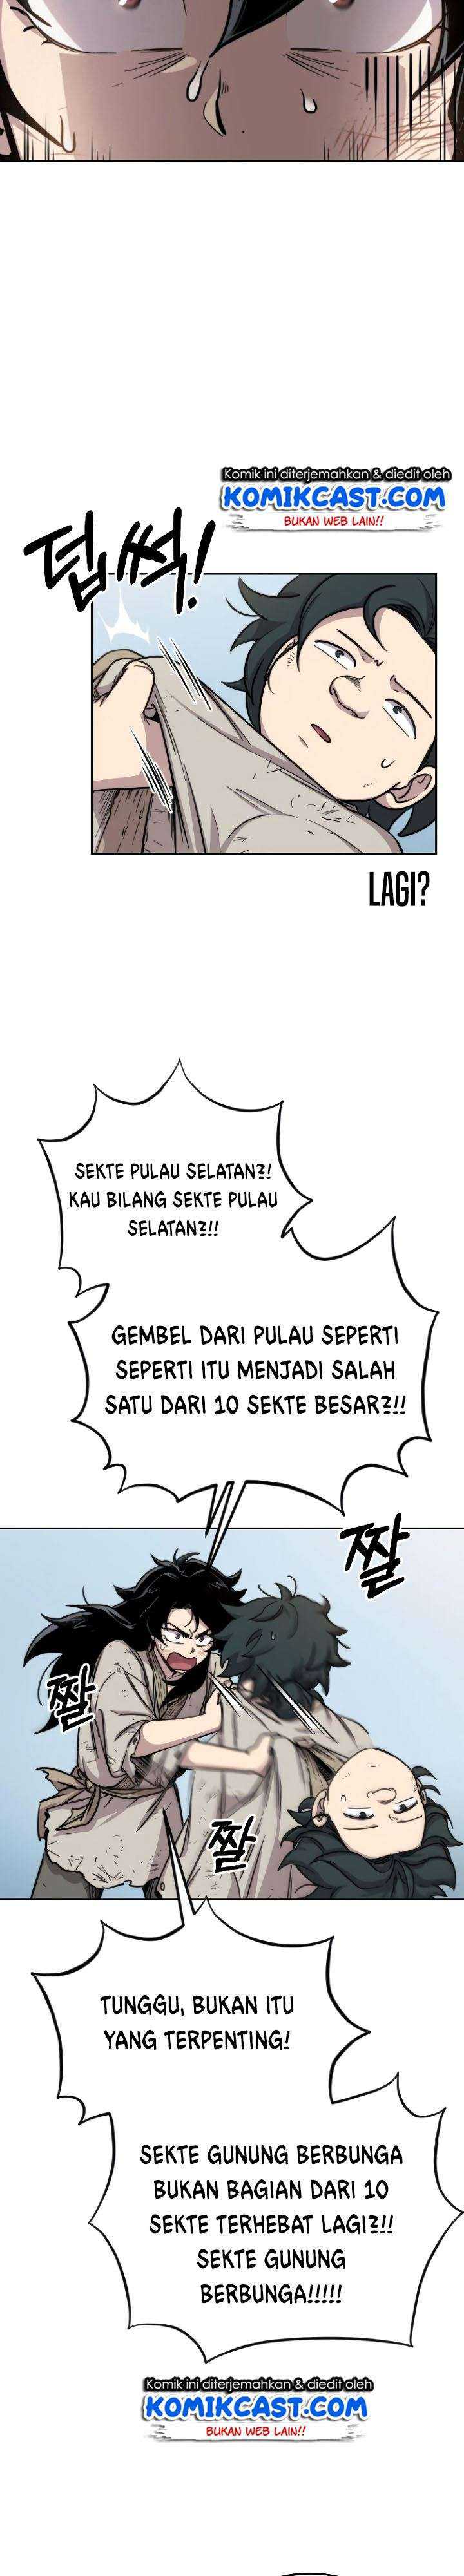 Komik ini diterjemahkan & diedit oleh
KOMIKCAST.COM
BUKAN WEB LAIN!!
덥썩!
LAGI?
SEKTE PULAU SELATAN?!
KAU BILANG SEKTE PULAU
SELATAN?!!
GEMBEL DARI PULAU SEPERTI
SEPERTI ITU MENJADI SALAH
SATU DARI 10 SEKTE BESAR?!!
짤
짤
짤
TUNGGU, BUKAN ITU
YANG TERPENTING!
SEKTE GUNUNG BERBUNGA
BUKAN BAGIAN DARI 10
SEKTE TERHEBAT LAGI?!!
SEKTE GUNUNG
BERBUNGA!!!!!
Komik ini diterjemahkan & diedit oleh
KOMIKCAST.COM
BUKAN WEB LAIN!!